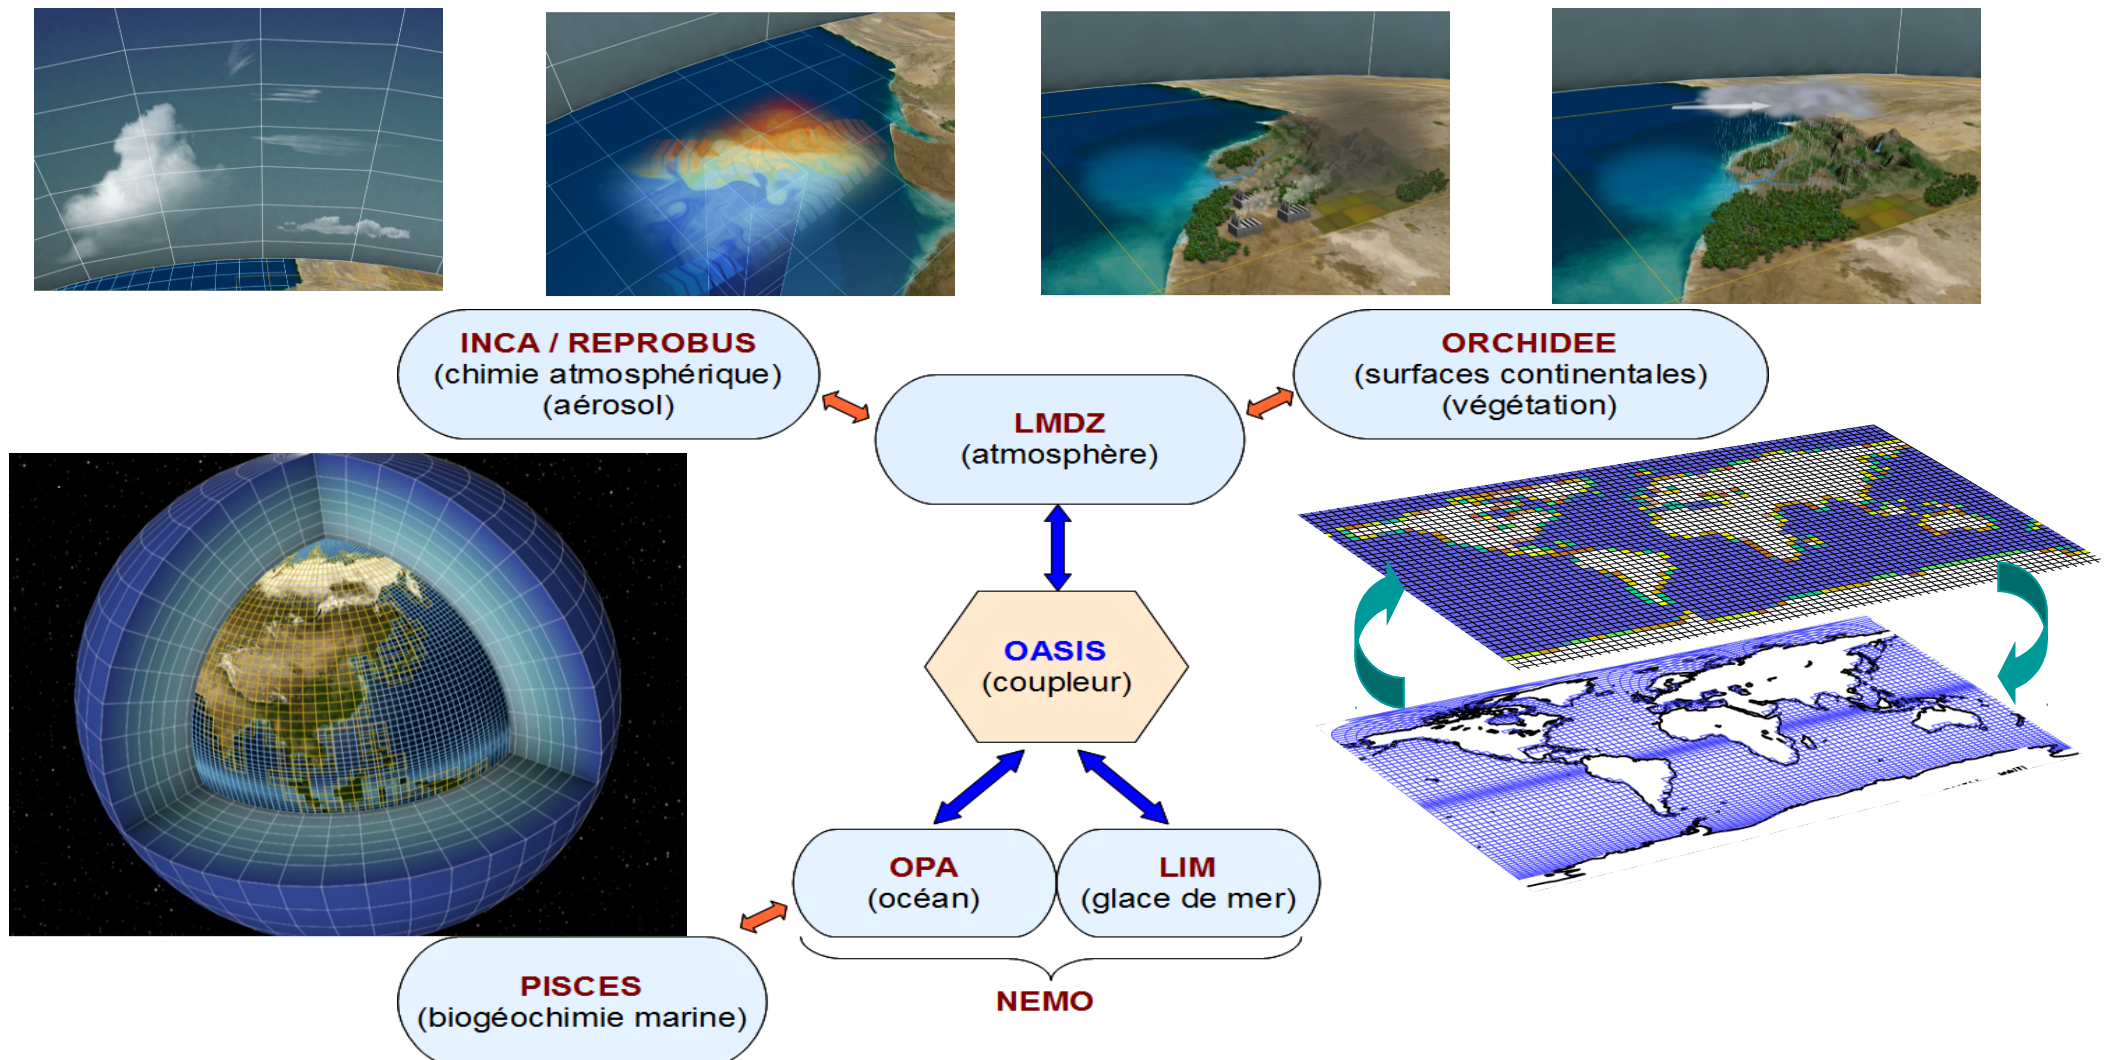 INCA / REPROBUS
(chimie atmosphérique)
(aérosol)
ORCHIDEE
(surfaces continentales)
(végétation)
LMDZ
(atmosphère)
OASIS
(coupleur)
OPA
(océan)
LIM
(glace de mer)
PISCES
(biogéochimie marine)
NEMO